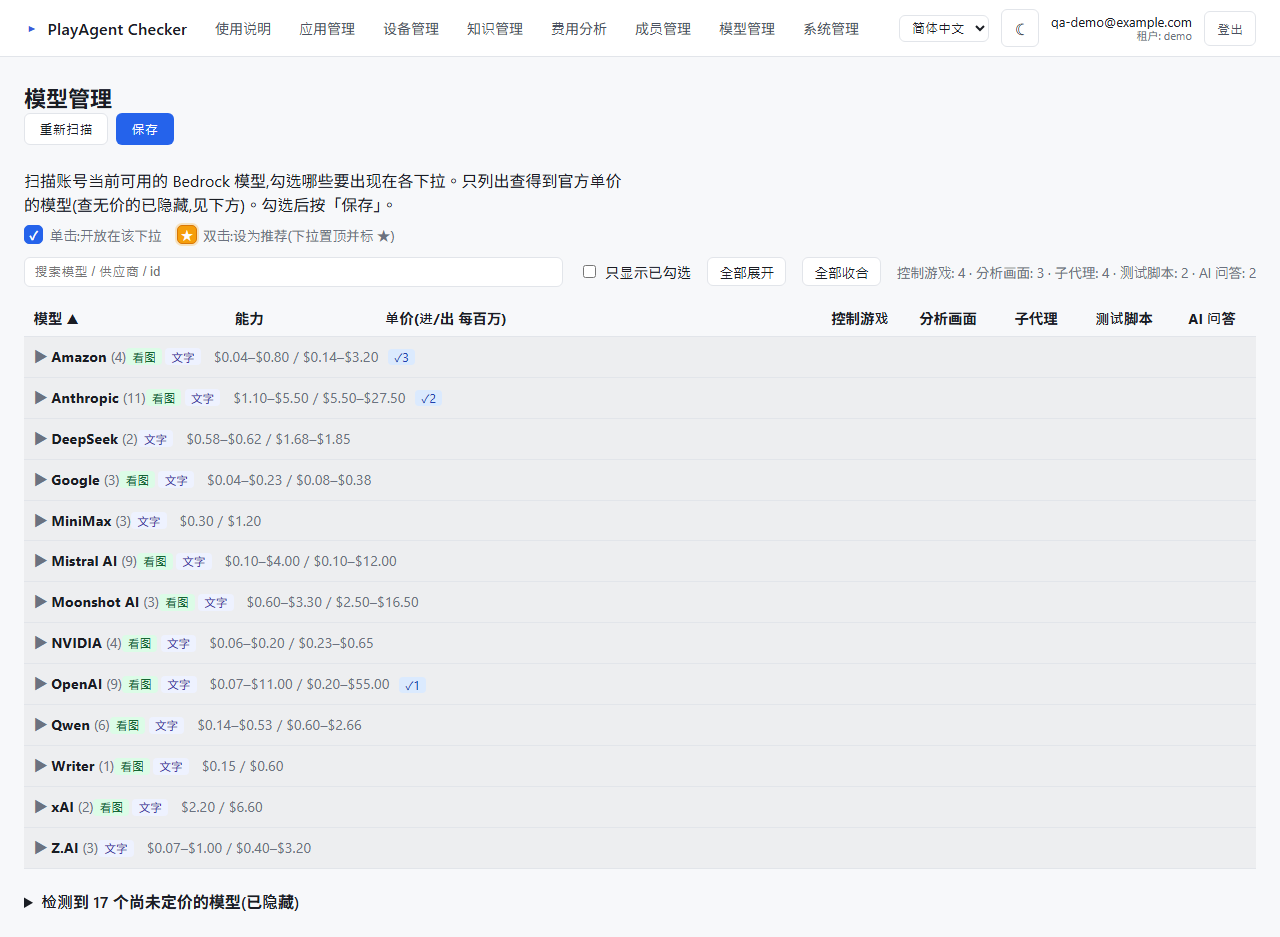 ▸ PlayAgent Checker 使用说明 应用管理 设备管理 知识管理 费用分析 成员管理 模型管理 系统管理 简体中文 ☾ qa-demo@example.com 登出
租户: demo
模型管理
重新扫描 保存
扫描账号当前可用的 Bedrock 模型,勾选哪些要出现在各下拉。只列出查得到官方单价
的模型(查无价的已隐藏,见下方)。勾选后按「保存」。
✓ 单击:开放在该下拉 ★ 双击:设为推荐(下拉置顶并标 ★)
搜索模型 / 供应商 / id 只显示已勾选 全部展开 全部收合 控制游戏: 4 · 分析画面: 3 · 子代理: 4 · 测试脚本: 2 · AI 问答: 2
模型 ▲ 能力 单价(进/出 每百万) 控制游戏 分析画面 子代理 测试脚本 AI 问答
▶ Amazon (4) 看图 文字 $0.04–$0.80 / $0.14–$3.20 ✓3
▶ Anthropic (11) 看图 文字 $1.10–$5.50 / $5.50–$27.50 ✓2
▶ DeepSeek (2) 文字 $0.58–$0.62 / $1.68–$1.85
▶ Google (3) 看图 文字 $0.04–$0.23 / $0.08–$0.38
▶ MiniMax (3) 文字 $0.30 / $1.20
▶ Mistral AI (9) 看图 文字 $0.10–$4.00 / $0.10–$12.00
▶ Moonshot AI (3) 看图 文字 $0.60–$3.30 / $2.50–$16.50
▶ NVIDIA (4) 看图 文字 $0.06–$0.20 / $0.23–$0.65
▶ OpenAI (9) 看图 文字 $0.07–$11.00 / $0.20–$55.00 ✓1
▶ Qwen (6) 看图 文字 $0.14–$0.53 / $0.60–$2.66
▶ Writer (1) 看图 文字 $0.15 / $0.60
▶ xAI (2) 看图 文字 $2.20 / $6.60
▶ Z.AI (3) 文字 $0.07–$1.00 / $0.40–$3.20
▶ 检测到 17 个尚未定价的模型(已隐藏)